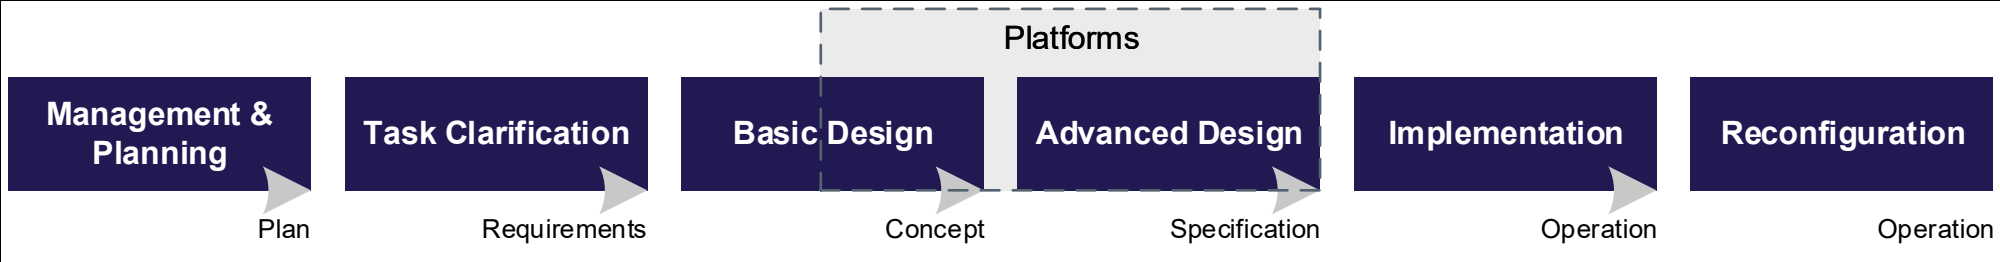 Platforms
Management &
Planning
Task Clarification
Basic Design
Advanced Design
Implementation
Reconfiguration
Plan
Requirements
Concept
Specification
Operation
Operation